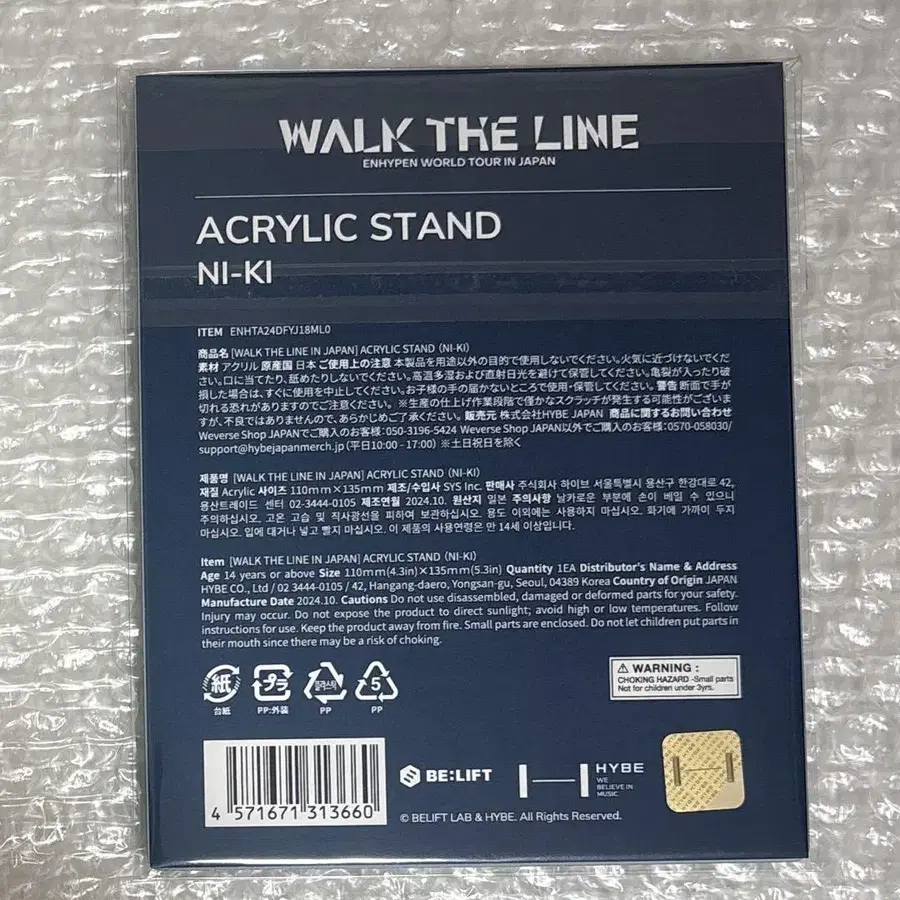 WALK THE LINE
ENHYPEN WORLD TOUR IN JAPAN
ACRYLIC STAND
NI-KI
ITEM ENHTA24DFYJ18ML0
商品名 [WALK THE LINE IN JAPAN] ACRYLIC STAND (NI-KI)
素材 アクリル 原産国 日本 ご使用上の注意 本製品を用途以外の目的で使用しないでください。火気に近づけないでくだ
さい。口に当てたり、舐めたりしないでください。高温多湿および直射日光を避けて保管してください。亀裂が入ったり破
損した場合は、すぐに使用を中止してください。お子様の手の届かないところで使用・保管してください。警告 断面で手が
切れる恐れがありますのでご注意ください。 ※生産の仕上げ作業段階で僅かなスクラッチが発生する可能性がございま
すが、不良ではありませんので、あらかじめご了承ください。販売元 株式会社HYBE JAPAN 商品に関するお問い合わせ
Weverse Shop JAPANでご購入のお客様: 050-3196-5424 Weverse Shop JAPAN以外でご購入のお客様: 0570-058030/
support@hybejapanmerch.jp (平日10:00 - 17:00) ※土日祝日を除く
제품명 [WALK THE LINE IN JAPAN] ACRYLIC STAND (NI-KI)
재질 Acrylic 사이즈 110mm×135mm 제조/수입사 SYS Inc. 판매사 주식회사 하이브 서울특별시 용산구 한강대로 42,
용산트레이드 센터 02-3444-0105 제조연월 2024.10. 원산지 일본 주의사항 날카로운 부분에 손이 베일 수 있으니
주의하십시오. 고온 고습 및 직사광선을 피하여 보관하십시오. 용도 이외에는 사용하지 마십시오. 화기에 가까이 두지
마십시오. 입에 대거나 넣고 빨지 마십시오. 이 제품의 사용연령은 만 14세 이상입니다.
Item [WALK THE LINE IN JAPAN] ACRYLIC STAND (NI-KI)
Age 14 years or above Size 110mm(4.3in)×135mm(5.3in) Quantity 1EA Distributor's Name & Address
HYBE CO., Ltd / 02 3444-0105 / 42, Hangang-daero, Yongsan-gu, Seoul, 04389 Korea Country of Origin JAPAN
Manufacture Date 2024.10. Cautions Do not use disassembled, damaged or deformed parts for your safety.
Injury may occur. Do not expose the product to direct sunlight; avoid high or low temperatures. Follow
instructions for use. Keep the product away from fire. Small parts are enclosed. Do not let children put parts in
their mouth since there may be a risk of choking.
紙 プラ 플라스틱 5
台紙 PP:外装 PP PP
WARNING :
CHOKING HAZARD -Small parts
Not for children under 3yrs.
4 571671 313660
BE:LIFT
HYBE
WE
BELIEVE IN
MUSIC
© BELIFT LAB & HYBE. All Rights Reserved.